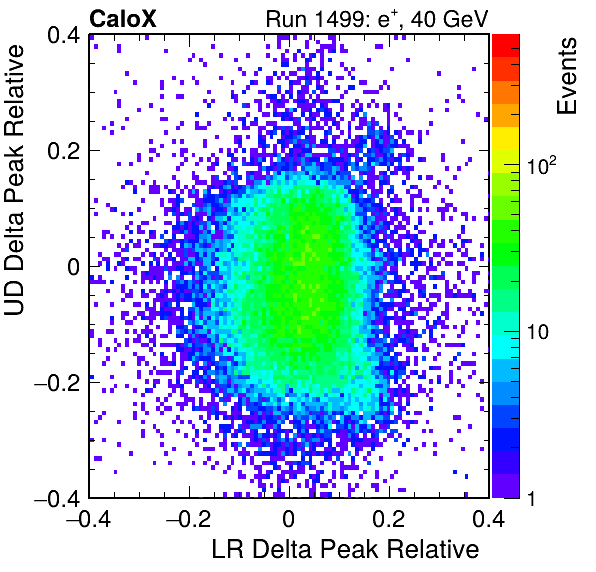 CaloX Run 1499: e⁺, 40 GeV
0.4
0.2
0
−0.2
−0.4
UD Delta Peak Relative
−0.4 −0.2 0 0.2 0.4
LR Delta Peak Relative
Events
10²
10
1